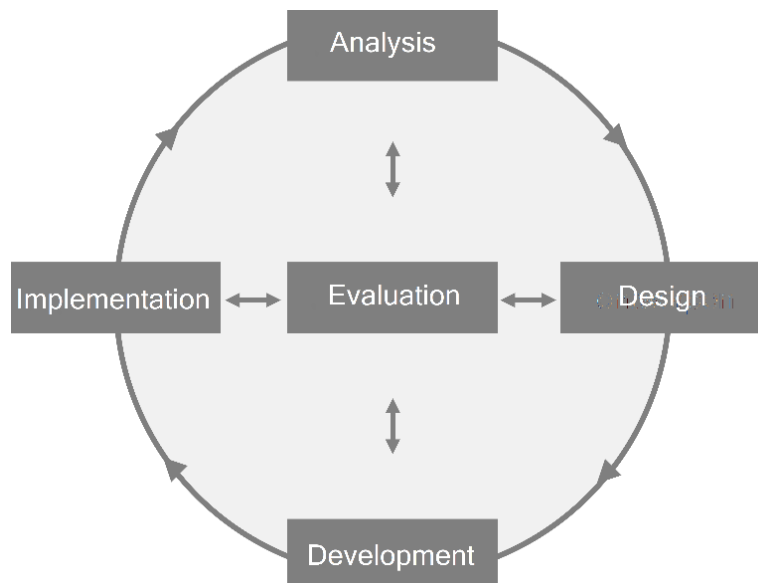 Analysis
Implementation
Evaluation
Design
Development